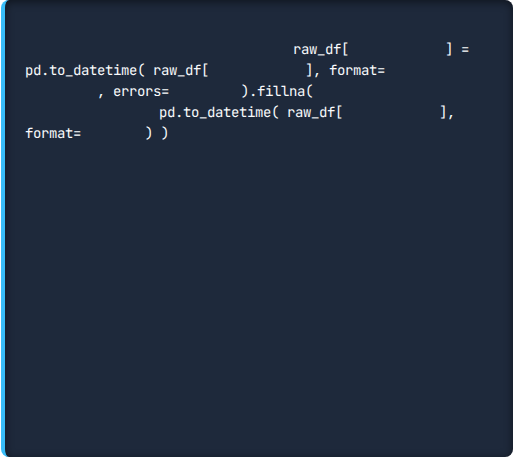 raw_df[ ] =
pd.to_datetime( raw_df[ ], format=
, errors= ).fillna(
pd.to_datetime( raw_df[ ],
format= ) )